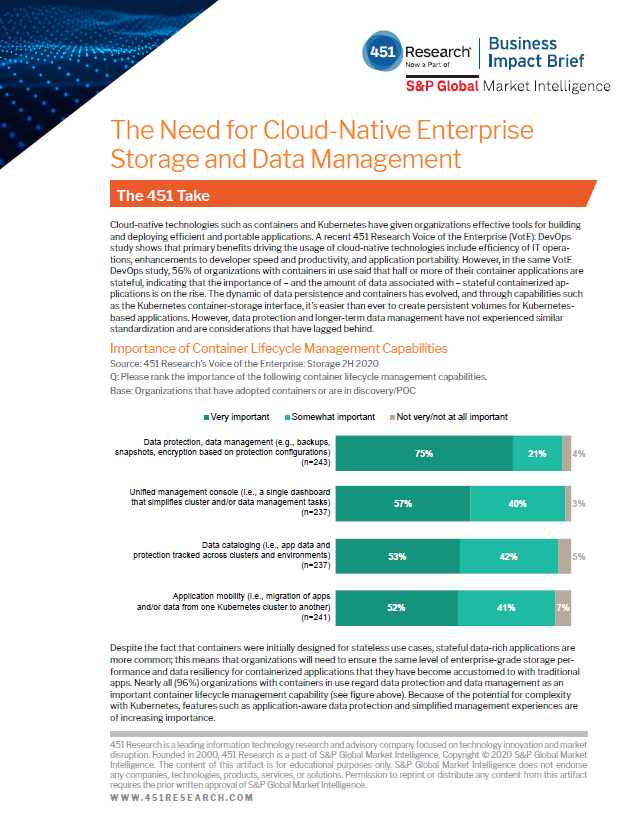 451 Research®
Now a Part of
Business
Impact Brief
S&P Global Market Intelligence
The Need for Cloud-Native Enterprise
Storage and Data Management
The 451 Take
Cloud-native technologies such as containers and Kubernetes have given organizations effective tools for building
and deploying efficient and portable applications. A recent 451 Research Voice of the Enterprise (VotE): DevOps
study shows that primary benefits driving the usage of cloud-native technologies include efficiency of IT opera-
tions, enhancements to developer speed and productivity, and application portability. However, in the same VotE
DevOps study, 56% of organizations with containers in use said that half or more of their container applications are
stateful, indicating that the importance of – and the amount of data associated with – stateful containerized ap-
plications is on the rise. The dynamic of data persistence and containers has evolved, and through capabilities such
as the Kubernetes container-storage interface, it's easier than ever to create persistent volumes for Kubernetes-
based applications. However, data protection and longer-term data management have not experienced similar
standardization and are considerations that have lagged behind.
Importance of Container Lifecycle Management Capabilities
Source: 451 Research's Voice of the Enterprise: Storage 2H 2020
Q: Please rank the importance of the following container lifecycle management capabilities.
Base: Organizations that have adopted containers or are in discovery/POC
Very important Somewhat important Not very/not at all important
Data protection, data management (e.g., backups,
snapshots, encryption based on protection configurations)
(n=243)
75% 21% 4%
Unified management console (i.e., a single dashboard
that simplifies cluster and/or data management tasks)
(n=237)
57% 40% 3%
Data cataloging (i.e., app data and
protection tracked across clusters and environments)
(n=237)
53% 42% 5%
Application mobility (i.e., migration of apps
and/or data from one Kubernetes cluster to another)
(n=241)
52% 41% 7%
Despite the fact that containers were initially designed for stateless use cases, stateful data-rich applications are
more common; this means that organizations will need to ensure the same level of enterprise-grade storage per-
formance and data resiliency for containerized applications that they have become accustomed to with traditional
apps. Nearly all (96%) organizations with containers in use regard data protection and data management as an
important container lifecycle management capability (see figure above). Because of the potential for complexity
with Kubernetes, features such as application-aware data protection and simplified management experiences are
of increasing importance.
451 Research is a leading information technology research and advisory company focused on technology innovation and market
disruption. Founded in 2000, 451 Research is a part of S&P Global Market Intelligence. Copyright © 2020 S&P Global Market
Intelligence. The content of this artifact is for educational purposes only. S&P Global Market Intelligence does not endorse
any companies, technologies, products, services, or solutions. Permission to reprint or distribute any content from this artifact
requires the prior written approval of S&P Global Market Intelligence.
WWW.451RESEARCH.COM